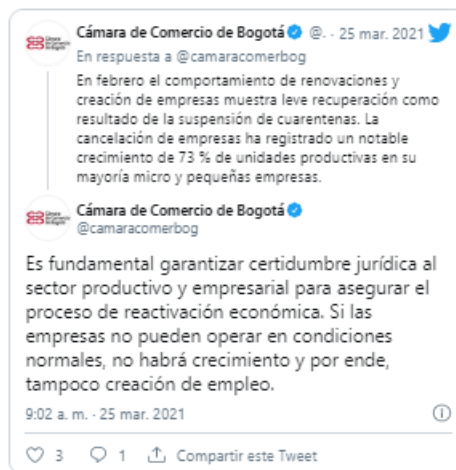 Cámara de Comercio de Bogotá @. · 25 mar. 2021
En respuesta a @camaracomerbog
En febrero el comportamiento de renovaciones y
creación de empresas muestra leve recuperación como
resultado de la suspensión de cuarentenas. La
cancelación de empresas ha registrado un notable
crecimiento de 73 % de unidades productivas en su
mayoría micro y pequeñas empresas.
Cámara de Comercio de Bogotá
@camaracomerbog
Es fundamental garantizar certidumbre jurídica al
sector productivo y empresarial para asegurar el
proceso de reactivación económica. Si las
empresas no pueden operar en condiciones
normales, no habrá crecimiento y por ende,
tampoco creación de empleo.
9:02 a. m. · 25 mar. 2021
3 1 Compartir este Tweet